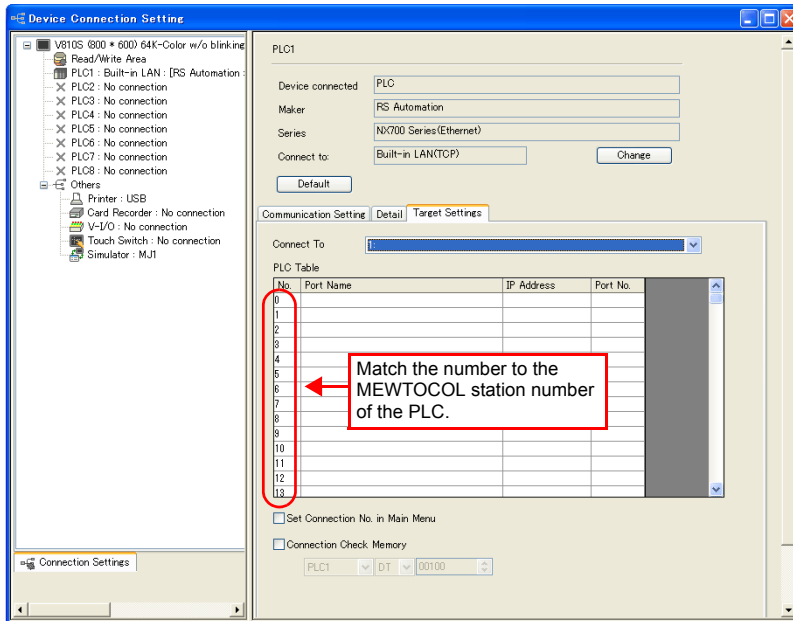 Device Connection Setting
V810S (800 * 600) 64K-Color w/o blinking
Read/Write Area
PLC1 : Built-in LAN : [RS Automation :
PLC2 : No connection
PLC3 : No connection
PLC4 : No connection
PLC5 : No connection
PLC6 : No connection
PLC7 : No connection
PLC8 : No connection
Others
Printer : USB
Card Recorder : No connection
V-I/O : No connection
Touch Switch : No connection
Simulator : MJ1
Connection Settings
PLC1
Device connected PLC
Maker RS Automation
Series NX700 Series(Ethernet)
Connect to: Built-in LAN(TCP) Change
Default
Communication Setting Detail Target Settings
Connect To 1:
PLC Table
No. Port Name IP Address Port No.
0
1
2
3
4
5
6
7
8
9
10
11
12
13
Match the number to the
MEWTOCOL station number
of the PLC.
Set Connection No. in Main Menu
Connection Check Memory
PLC1 DT 00100